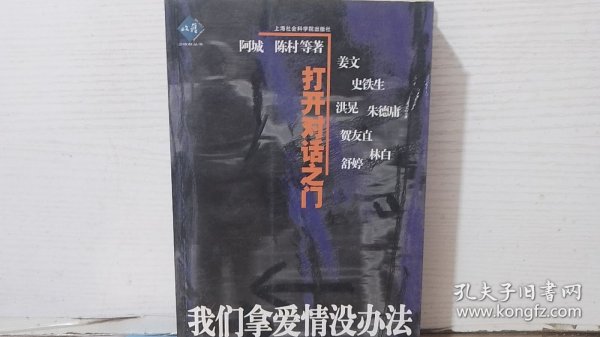 上海社会科学院出版社
阿城 陈村等著
姜文
史铁生
洪晃 朱德庸
贺友直
林白
舒婷
打开对话之门
我们拿爱情没办法
孔夫子旧书网
www.kongfz.com